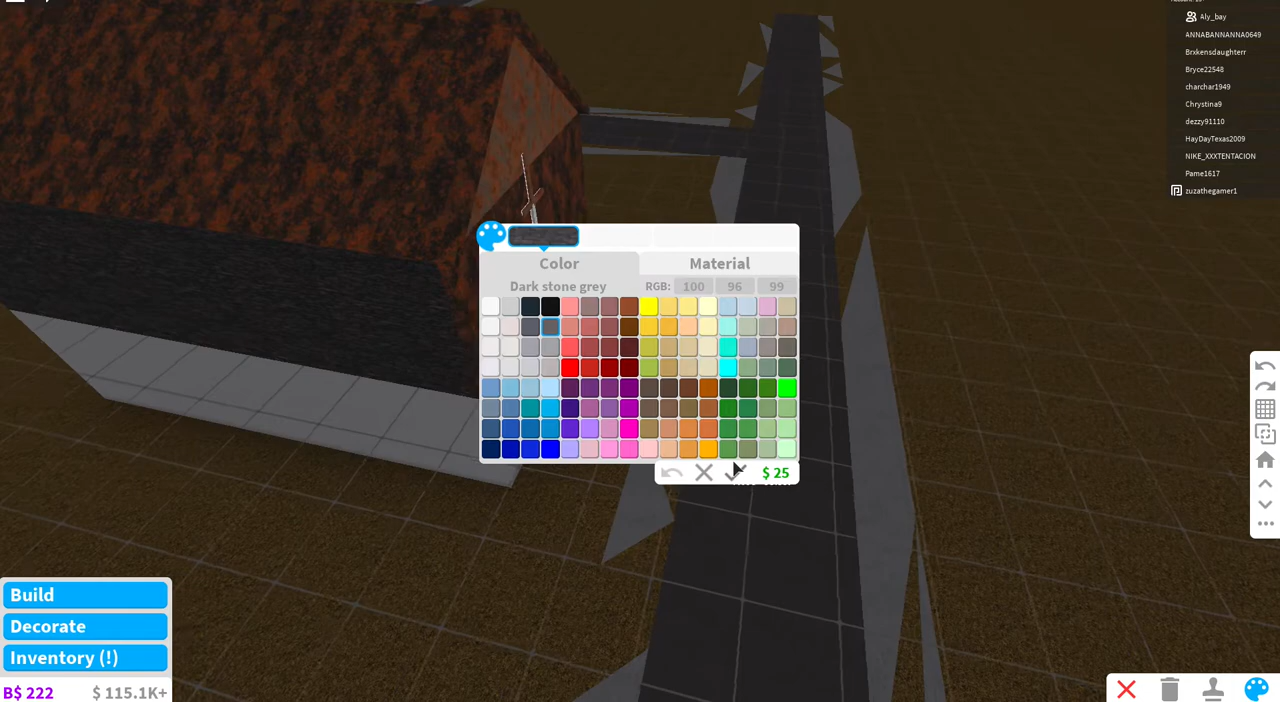 Aly_bay
ANNABANNANNA0649
Brxkensdaughterr
Bryce22548
charchar1949
Chrystina9
dezzy91110
HayDayTexas2009
NIKE_XXXTENTACION
Pame1617
zuzathegamer1
Color
Material
Dark stone grey
RGB: 100 96 99
$ 25
Build
Decorate
Inventory (!)
B$ 222 $ 115.1K+